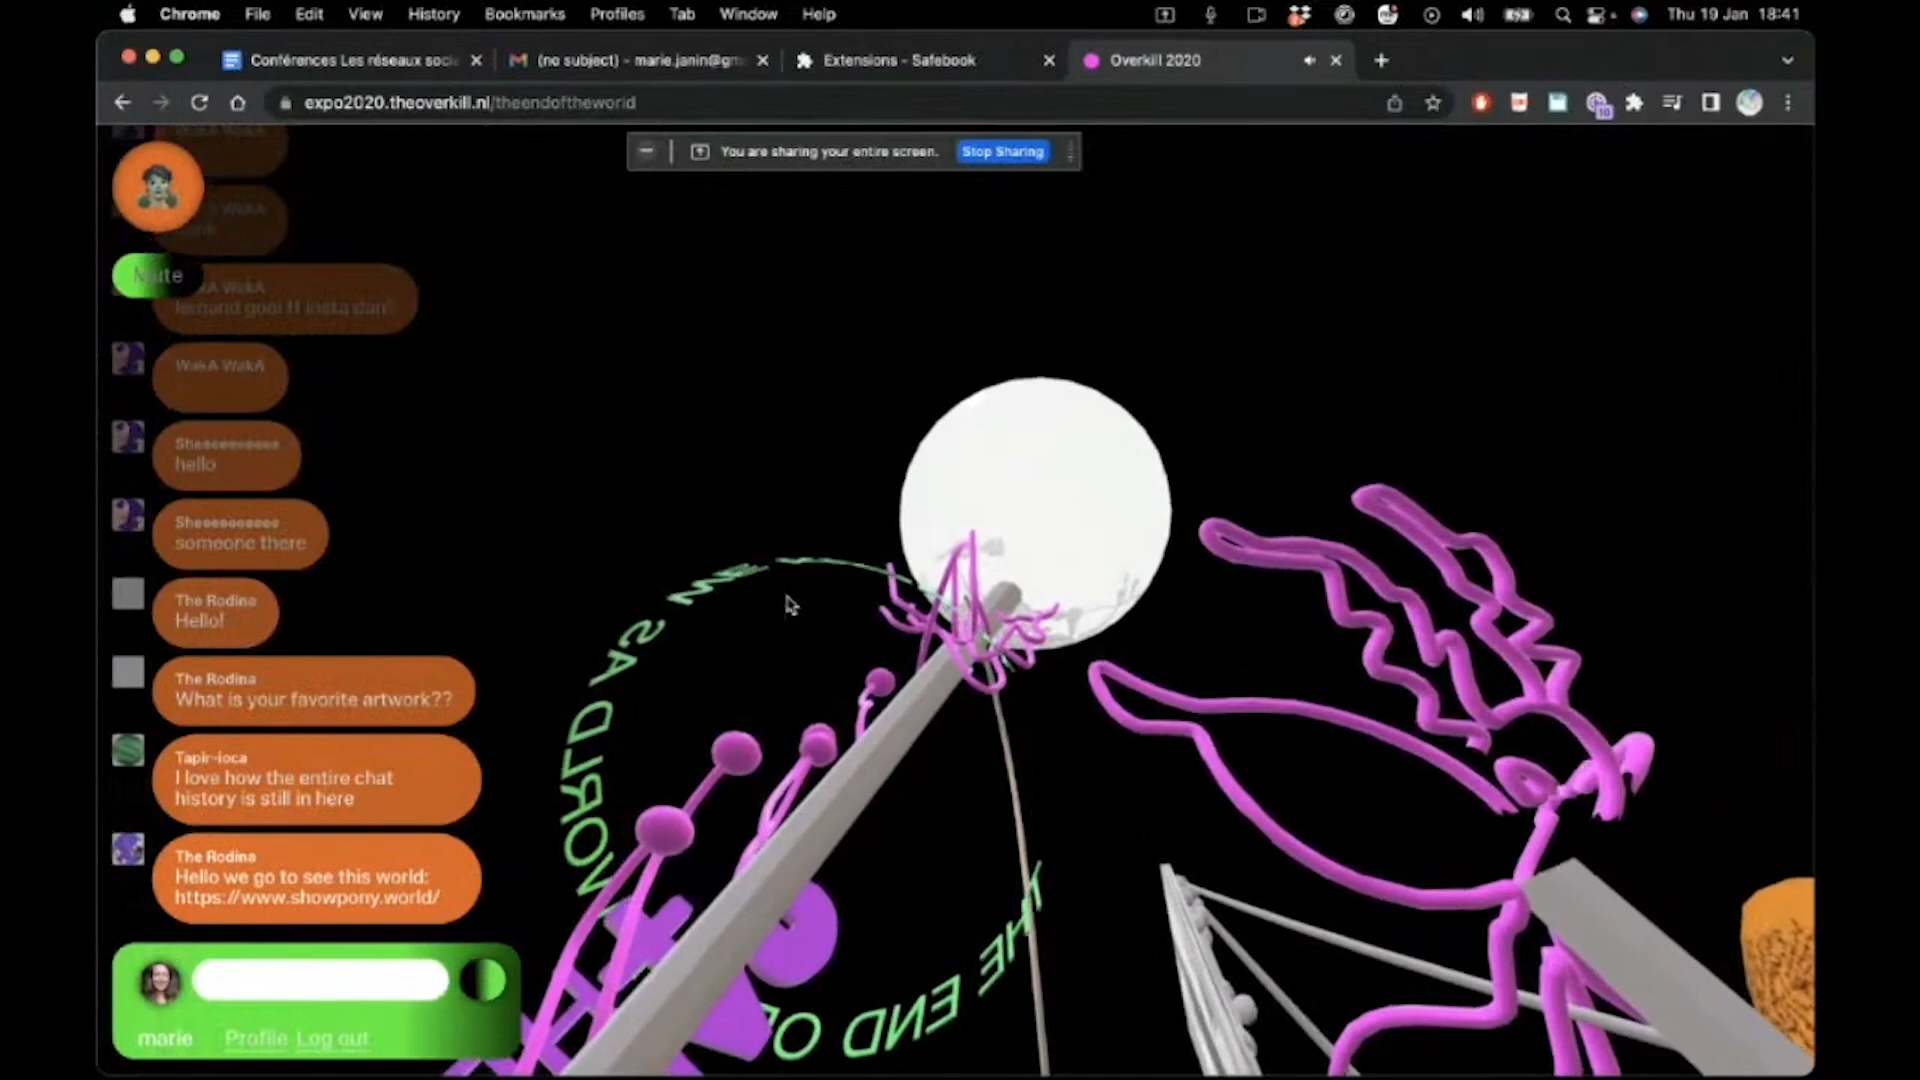 Chrome File Edit View History Bookmarks Profiles Tab Window Help
Thu 19 Jan 18:41
Conférences Les réseaux soci
(no subject) - marie.janin@gm
Extensions - Safebook
Overkill 2020
expo2020.theoverkill.nl/theendoftheworld
You are sharing your entire screen.
Stop Sharing
Mute
WakA WakA
Sheeeeeeeeee
hello
Sheeeeeeeeee
someone there
The Rodina
Hello!
The Rodina
What is your favorite artwork??
Tapir-ioca
I love how the entire chat
history is still in here
The Rodina
Hello we go to see this world:
https://www.showpony.world/
marie Profile Log out
THE END OF
WORLD AS WE